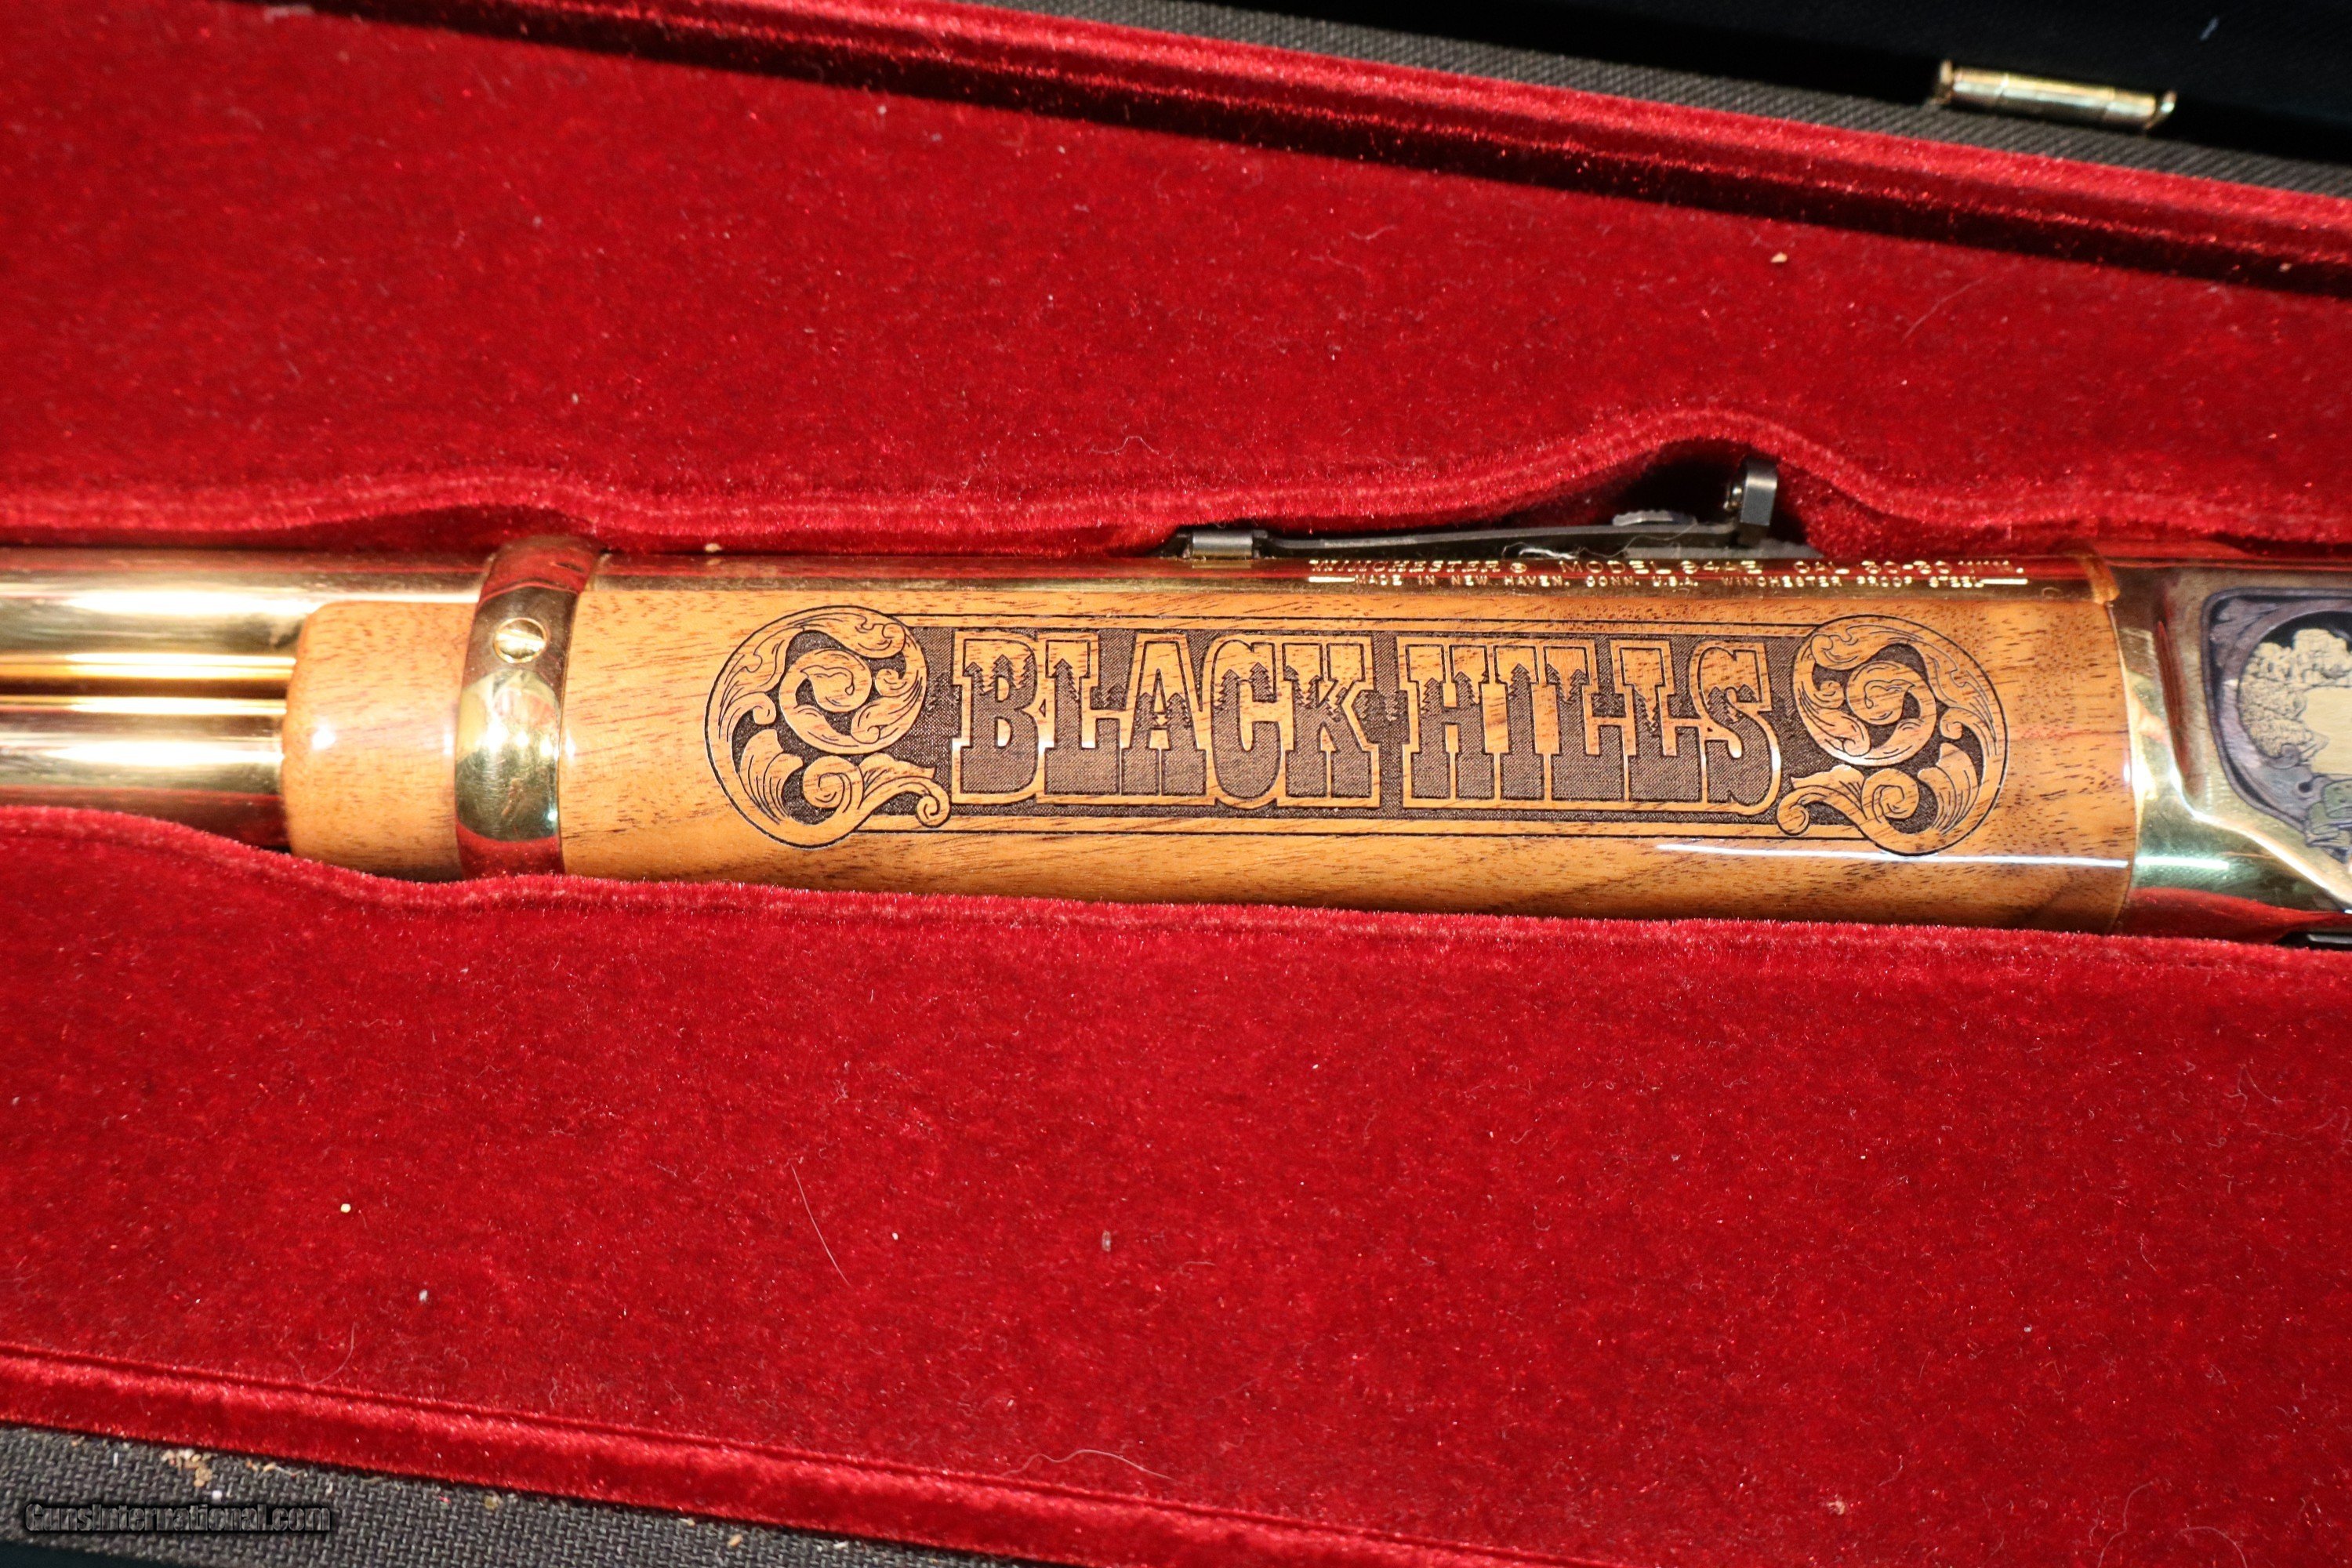 WINCHESTER ® MODEL 94AE CAL. 30-30 WIN.
MADE IN NEW HAVEN, CONN. U.S.A. WINCHESTER PROOF STEEL
BLACK HILLS
GunsInternational.com